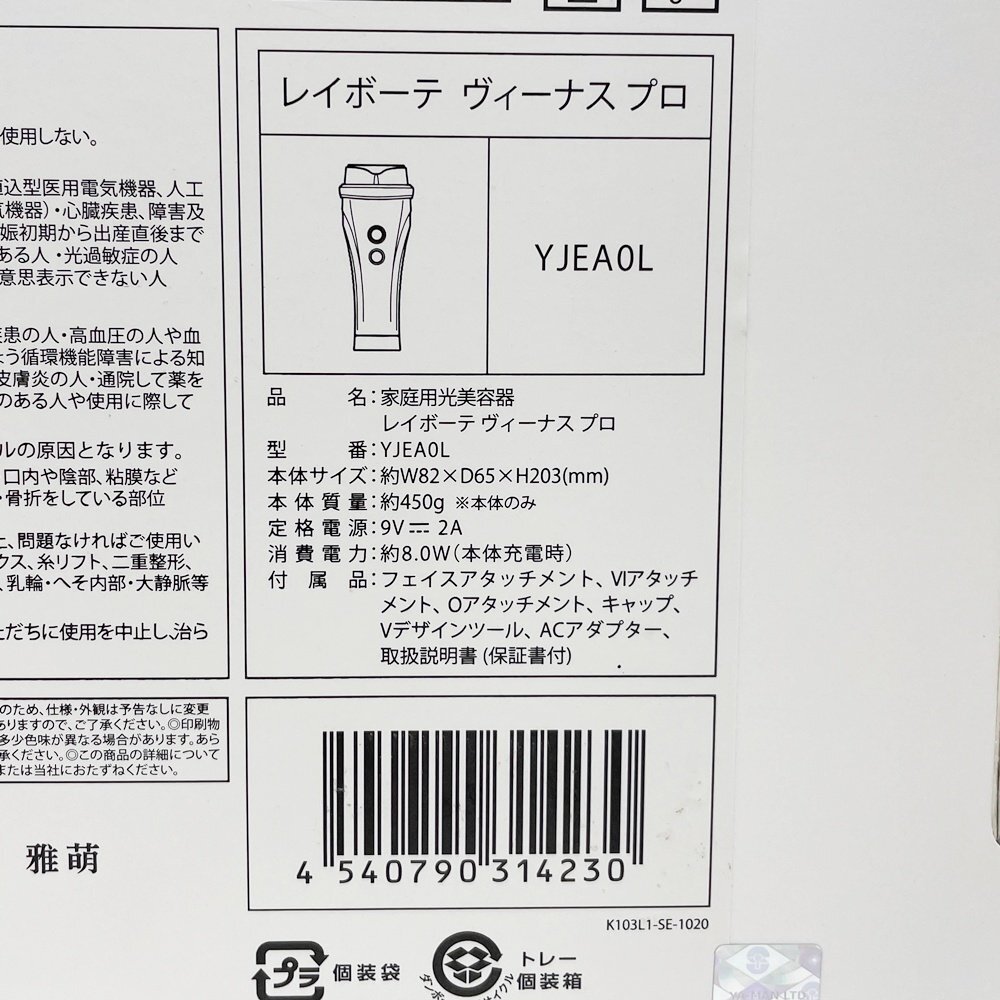 使用しない。
込型医用電気機器、人工
気機器)・心臓疾患、障害及
娠初期から出産直後まで
ある人・光過敏症の人
意思表示できない人
患の人・高血圧の人や血
う循環機能障害による知
皮膚炎の人・通院して薬を
のある人や使用に際して
ルの原因となります。
口内や陰部、粘膜など
・骨折をしている部位
、問題なければご使用い
クス、糸リフト、二重整形、
、乳輪・へそ内部・大静脈等
ただちに使用を中止し、治ら
のため、仕様・外観は予告なしに変更
ありますので、ご了承ください。◎印刷物
多少色味が異なる場合があります。あら
承ください。◎この商品の詳細について
または当社におたずねください。
雅萌
レイボーテ ヴィーナス プロ
YJEA0L
品名:家庭用光美容器
レイボーテ ヴィーナス プロ
型番:YJEA0L
本体サイズ:約W82×D65×H203(mm)
本体質量:約450g ※本体のみ
定格電源:9V⎓2A
消費電力:約8.0W(本体充電時)
付属品:フェイスアタッチメント、VIアタッチ
メント、Oアタッチメント、キャップ、
Vデザインツール、ACアダプター、
取扱説明書(保証書付)
4 540790 314230
K103L1-SE-1020
プラ 個装袋
トレー
個装箱
YA-MAN LTD.